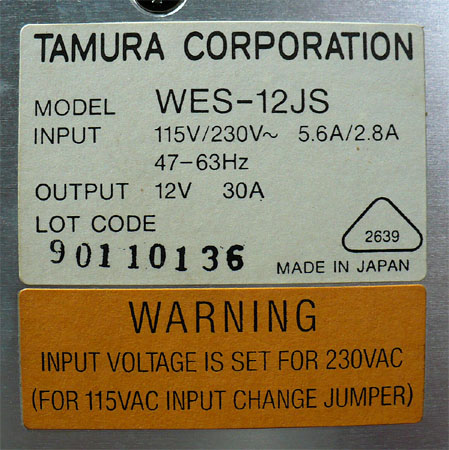 TAMURA CORPORATION
MODEL WES-12JS
INPUT 115V/230V~ 5.6A/2.8A
47-63Hz
OUTPUT 12V 30A
LOT CODE
90110136
2639
MADE IN JAPAN
WARNING
INPUT VOLTAGE IS SET FOR 230VAC
(FOR 115VAC INPUT CHANGE JUMPER)